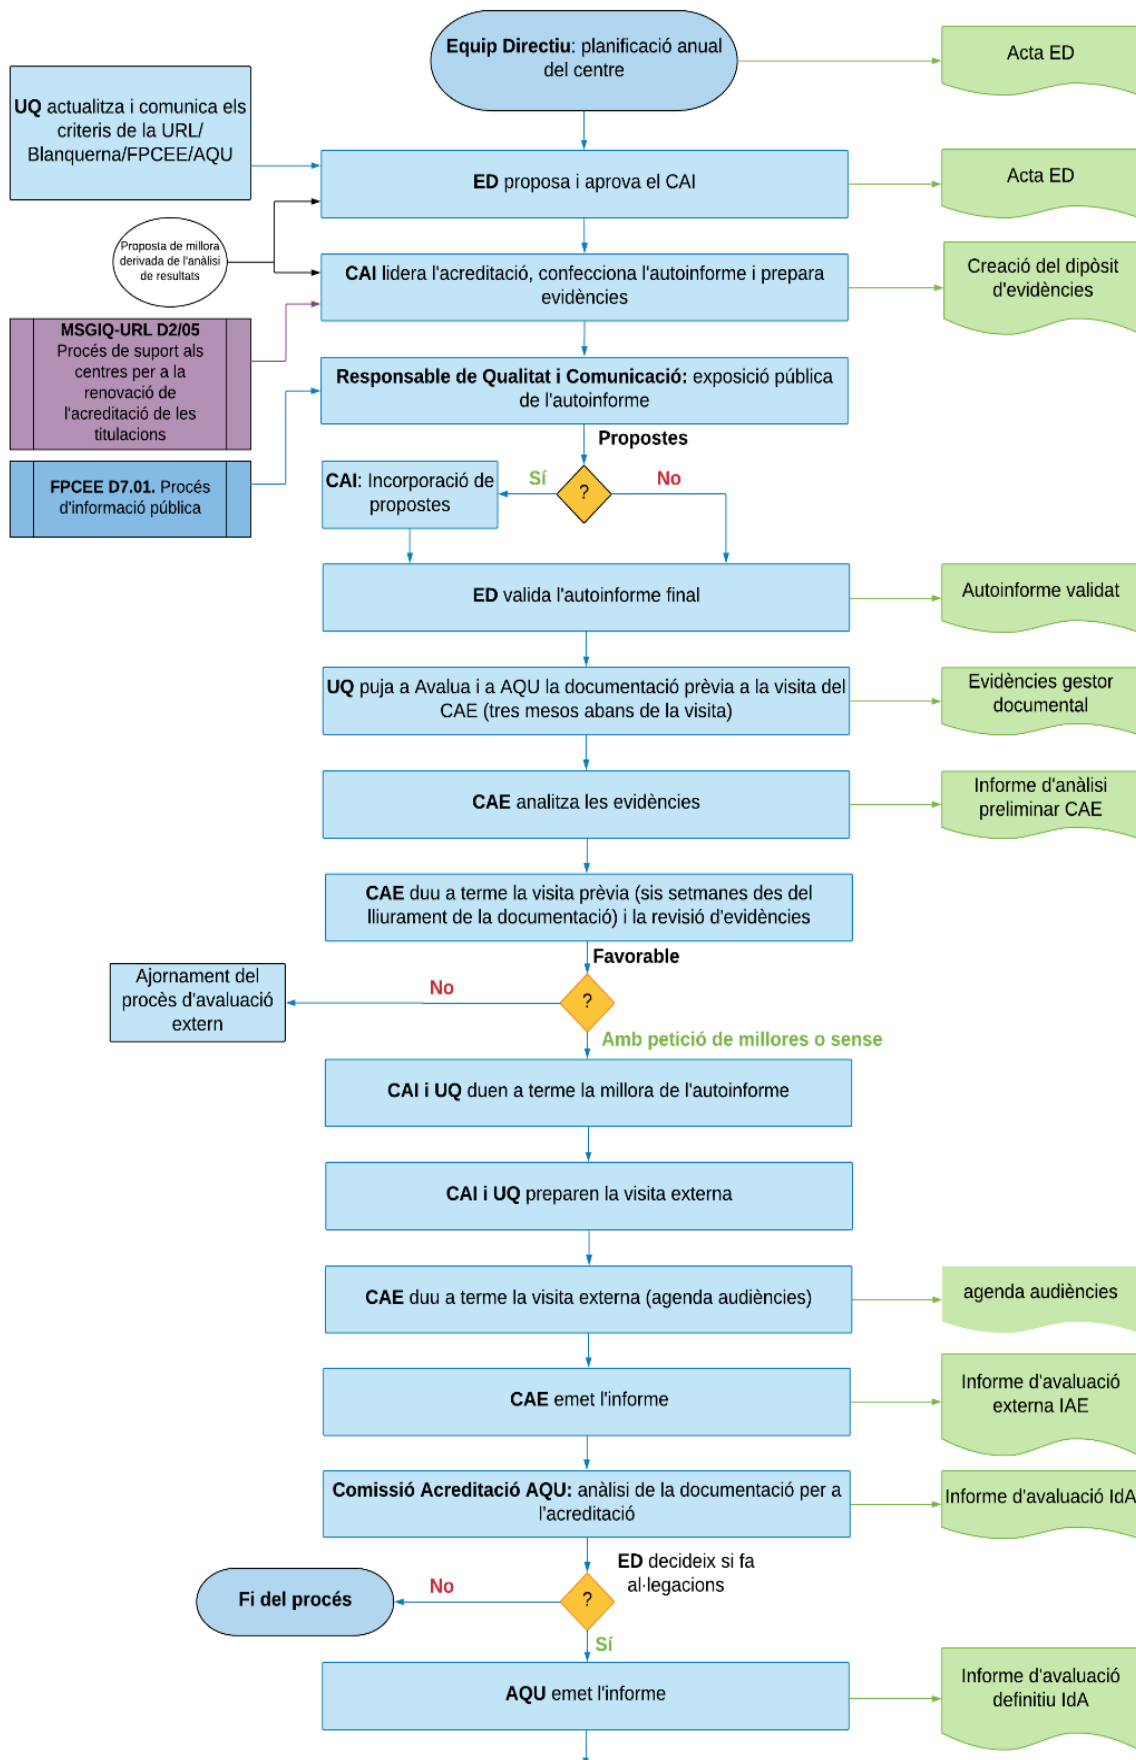 Equip Directiu: planificació anual
del centre
Acta ED
UQ actualitza i comunica els
criteris de la URL/
Blanquerna/FPCEE/AQU
ED proposa i aprova el CAI
Acta ED
Proposta de millora
derivada de l'anàlisi
de resultats
CAI lidera l'acreditació, confecciona l'autoinforme i prepara
evidències
Creació del dipòsit
d'evidències
MSGIQ-URL D2/05
Procés de suport als
centres per a la
renovació de
l'acreditació de les
titulacions
Responsable de Qualitat i Comunicació: exposició pública
de l'autoinforme
Propostes
FPCEE D7.01. Procés
d'informació pública
CAI: Incorporació de
propostes
Sí
?
No
ED valida l'autoinforme final
Autoinforme validat
UQ puja a Avalua i a AQU la documentació prèvia a la visita del
CAE (tres mesos abans de la visita)
Evidències gestor
documental
CAE analitza les evidències
Informe d'anàlisi
preliminar CAE
CAE duu a terme la visita prèvia (sis setmanes des del
lliurament de la documentació) i la revisió d'evidències
Favorable
Ajornament del
procès d'avaluació
extern
No
?
Amb petició de millores o sense
CAI i UQ duen a terme la millora de l'autoinforme
CAI i UQ preparen la visita externa
CAE duu a terme la visita externa (agenda audiències)
agenda audiències
CAE emet l'informe
Informe d'avaluació
externa IAE
Comissió Acreditació AQU: anàlisi de la documentació per a
l'acreditació
Informe d'avaluació IdA
ED decideix si fa
al·legacions
Fi del procés
No
?
Sí
AQU emet l'informe
Informe d'avaluació
definitiu IdA